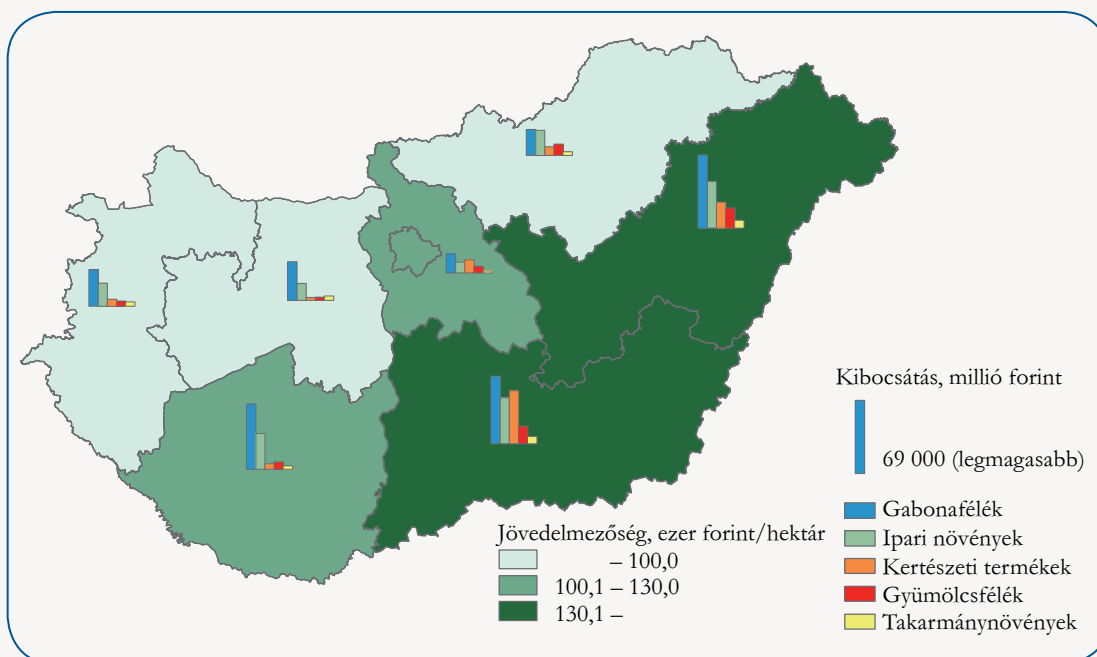 Kibocsátás, millió forint
69 000 (legmagasabb)
Gabonafélék
Ipari növények
Kertészeti termékek
Gyümölcsfélék
Takarmánynövények
Jövedelmezőség, ezer forint/hektár
– 100,0
100,1 – 130,0
130,1 –